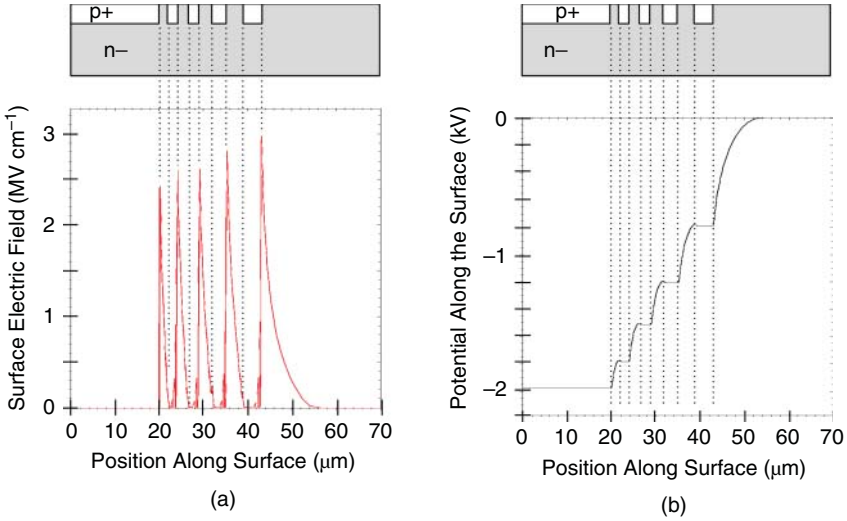 p+
n−
Surface Electric Field (MV cm⁻¹)
3
2
1
0
0 10 20 30 40 50 60 70
Position Along Surface (μm)
(a)
p+
n−
Potential Along the Surface (kV)
0
−1
−2
0 10 20 30 40 50 60 70
Position Along Surface (μm)
(b)